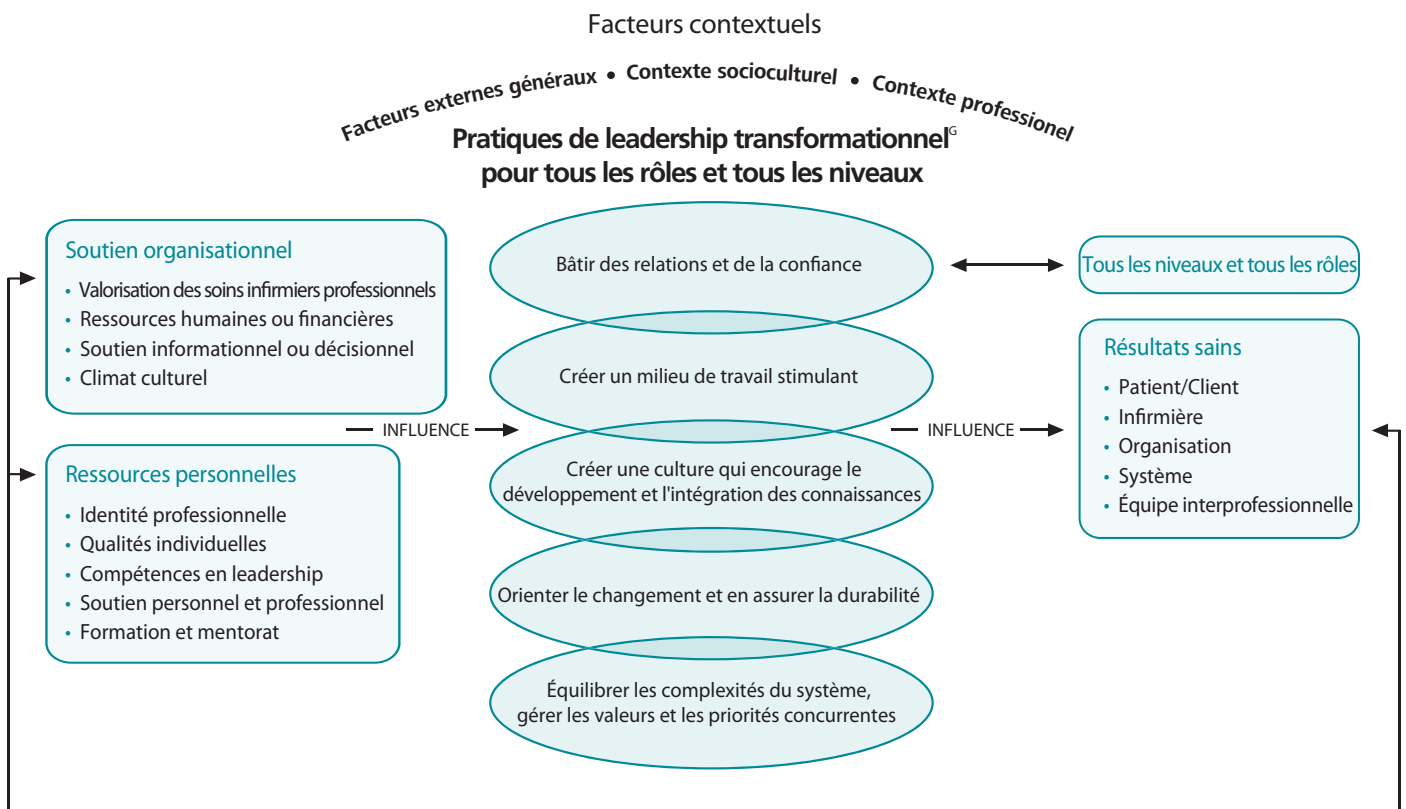 Facteurs contextuels
Facteurs externes généraux • Contexte socioculturel • Contexte professionel
Pratiques de leadership transformationnelG
pour tous les rôles et tous les niveaux
Soutien organisationnel
• Valorisation des soins infirmiers professionnels
• Ressources humaines ou financières
• Soutien informationnel ou décisionnel
• Climat culturel
INFLUENCE
Ressources personnelles
• Identité professionnelle
• Qualités individuelles
• Compétences en leadership
• Soutien personnel et professionnel
• Formation et mentorat
Bâtir des relations et de la confiance
Créer un milieu de travail stimulant
Créer une culture qui encourage le
développement et l'intégration des connaissances
Orienter le changement et en assurer la durabilité
Équilibrer les complexités du système,
gérer les valeurs et les priorités concurrentes
INFLUENCE
Tous les niveaux et tous les rôles
Résultats sains
• Patient/Client
• Infirmière
• Organisation
• Système
• Équipe interprofessionnelle